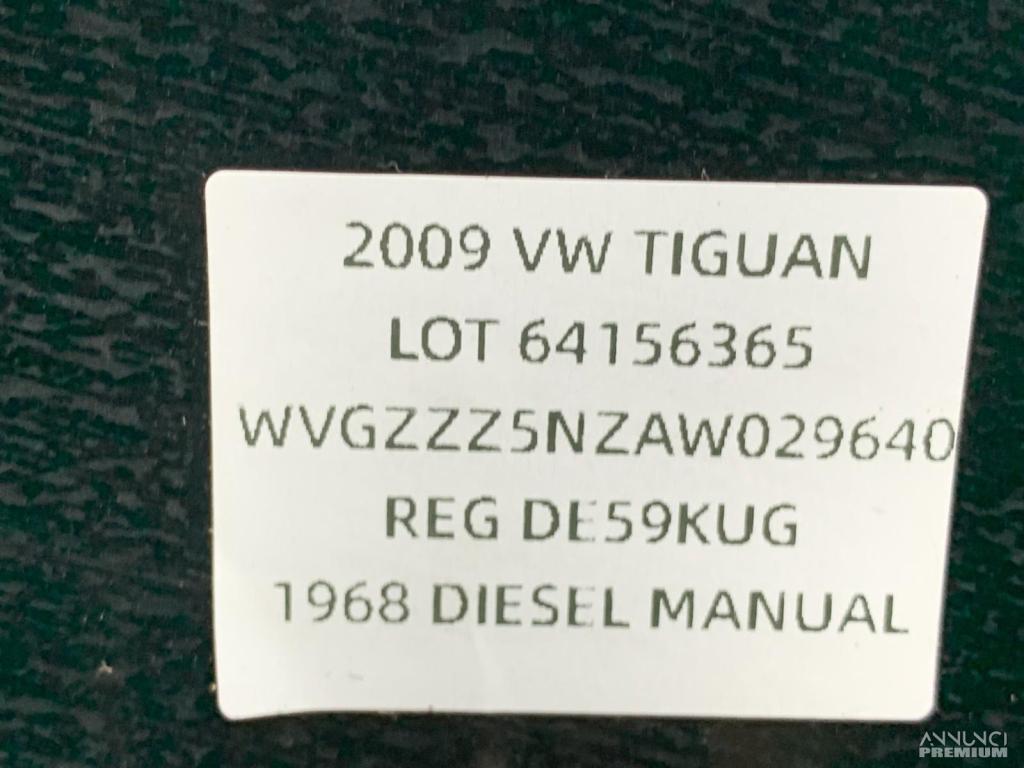 2009 VW TIGUAN
LOT 64156365
WVGZZZ5NZAW029640
REG DE59KUG
1968 DIESEL MANUAL
ANNUNCI
PREMIUM